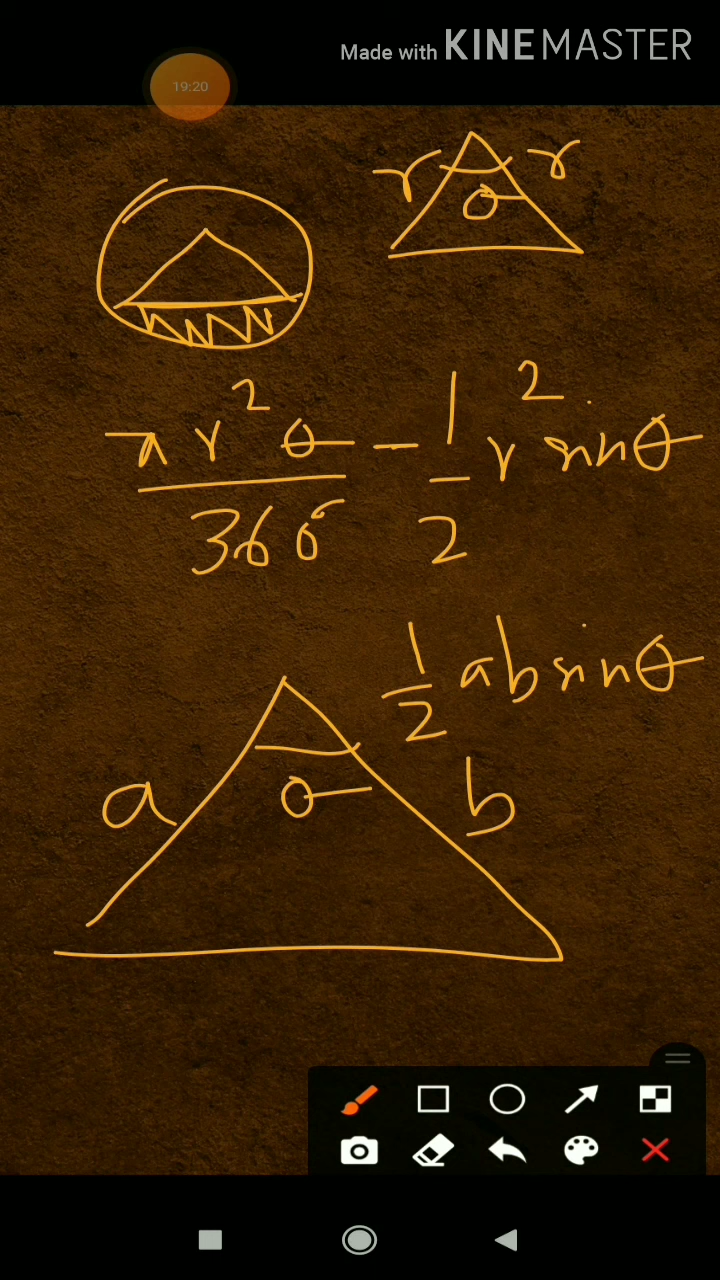 Made with KINEMASTER
19:20
r r
θ
πr²θ/360° - 1/2 r² sinθ
1/2 ab sinθ
a θ b